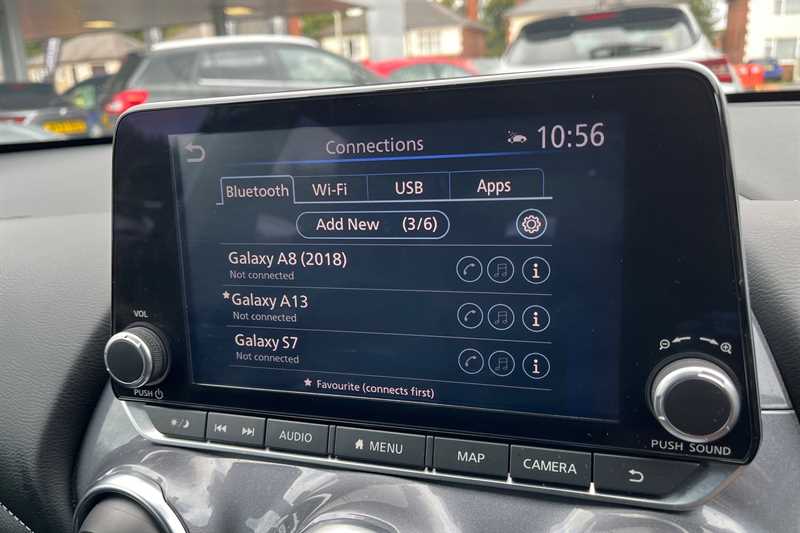 Connections
10:56
Bluetooth Wi-Fi USB Apps
Add New (3/6)
Galaxy A8 (2018)
Not connected
i
Galaxy A13
Not connected
i
Galaxy S7
Not connected
i
Favourite (connects first)
VOL
PUSH
PUSH SOUND
AUDIO
MENU
MAP
CAMERA